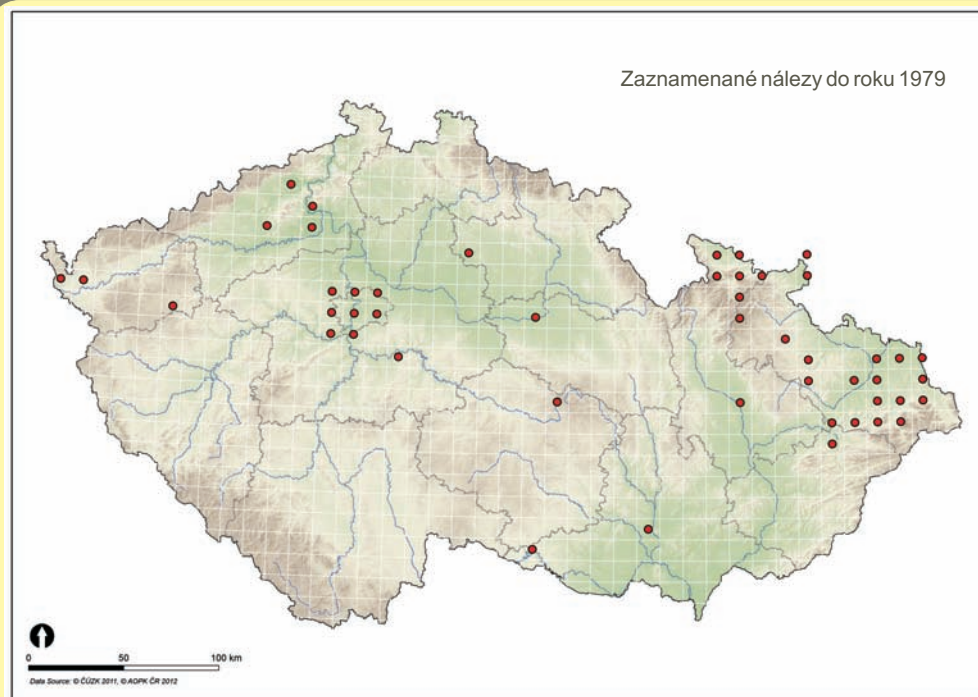 Zaznamenané nálezy do roku 1979
0 50 100 km
Data Source: © ČÚZK 2011, © AOPK ČR 2012